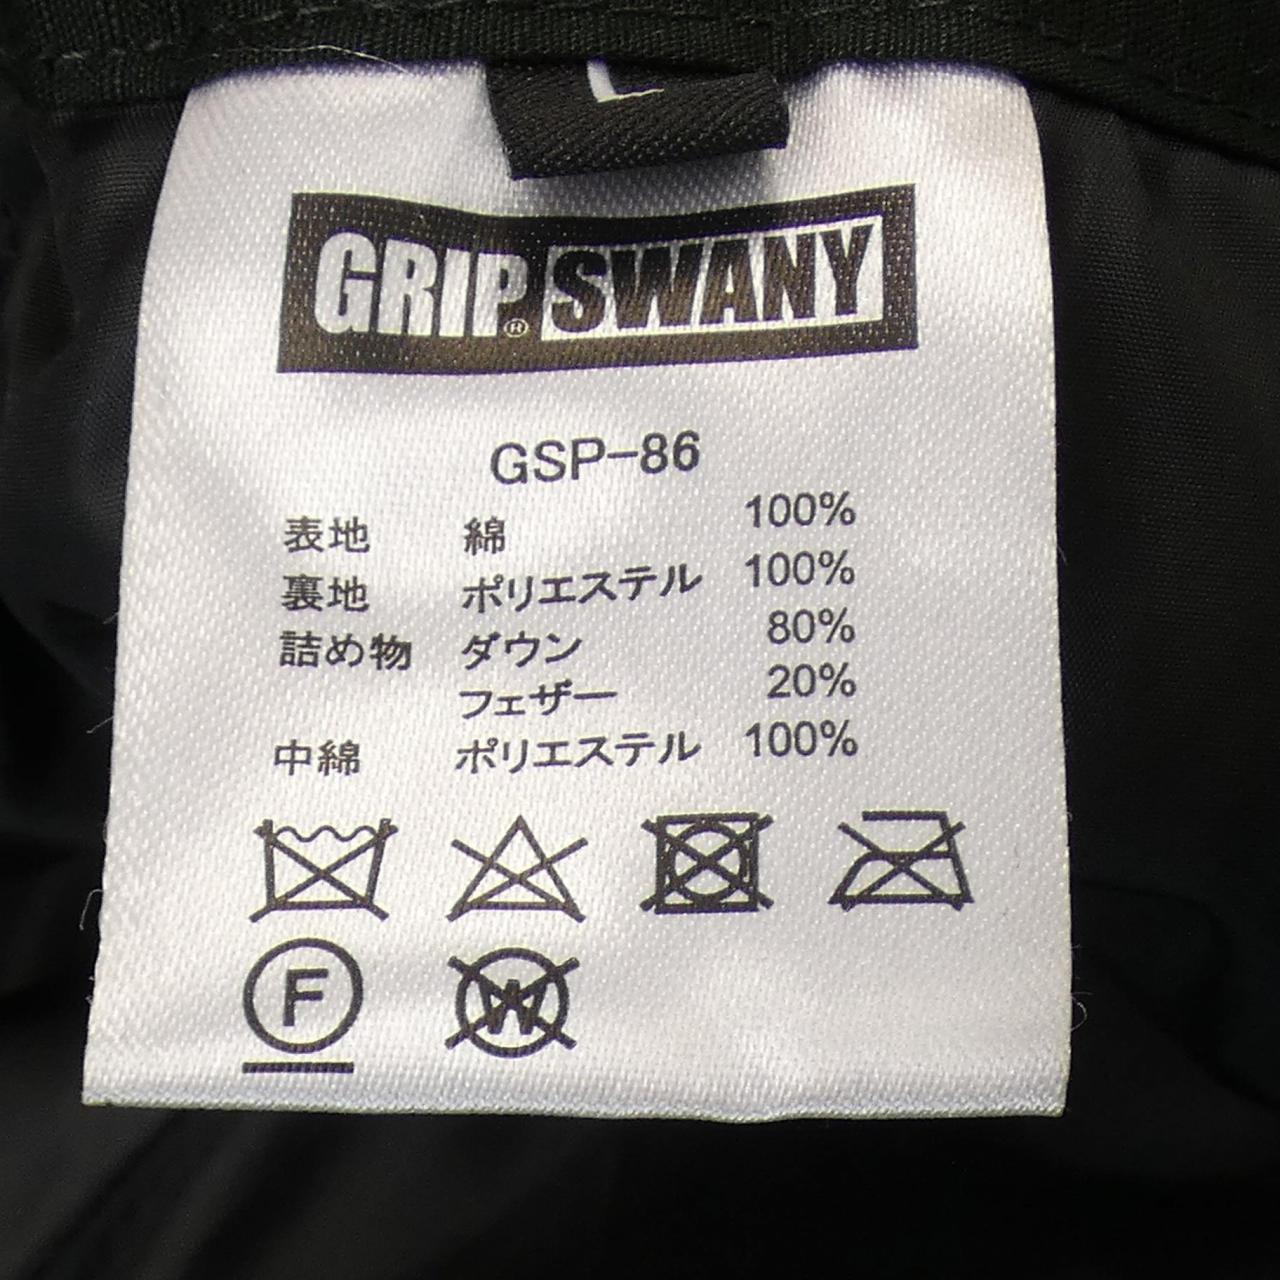 L
GRIP® SWANY
GSP-86
表地 綿 100%
裏地 ポリエステル 100%
詰め物 ダウン 80%
フェザー 20%
中綿 ポリエステル 100%
F W